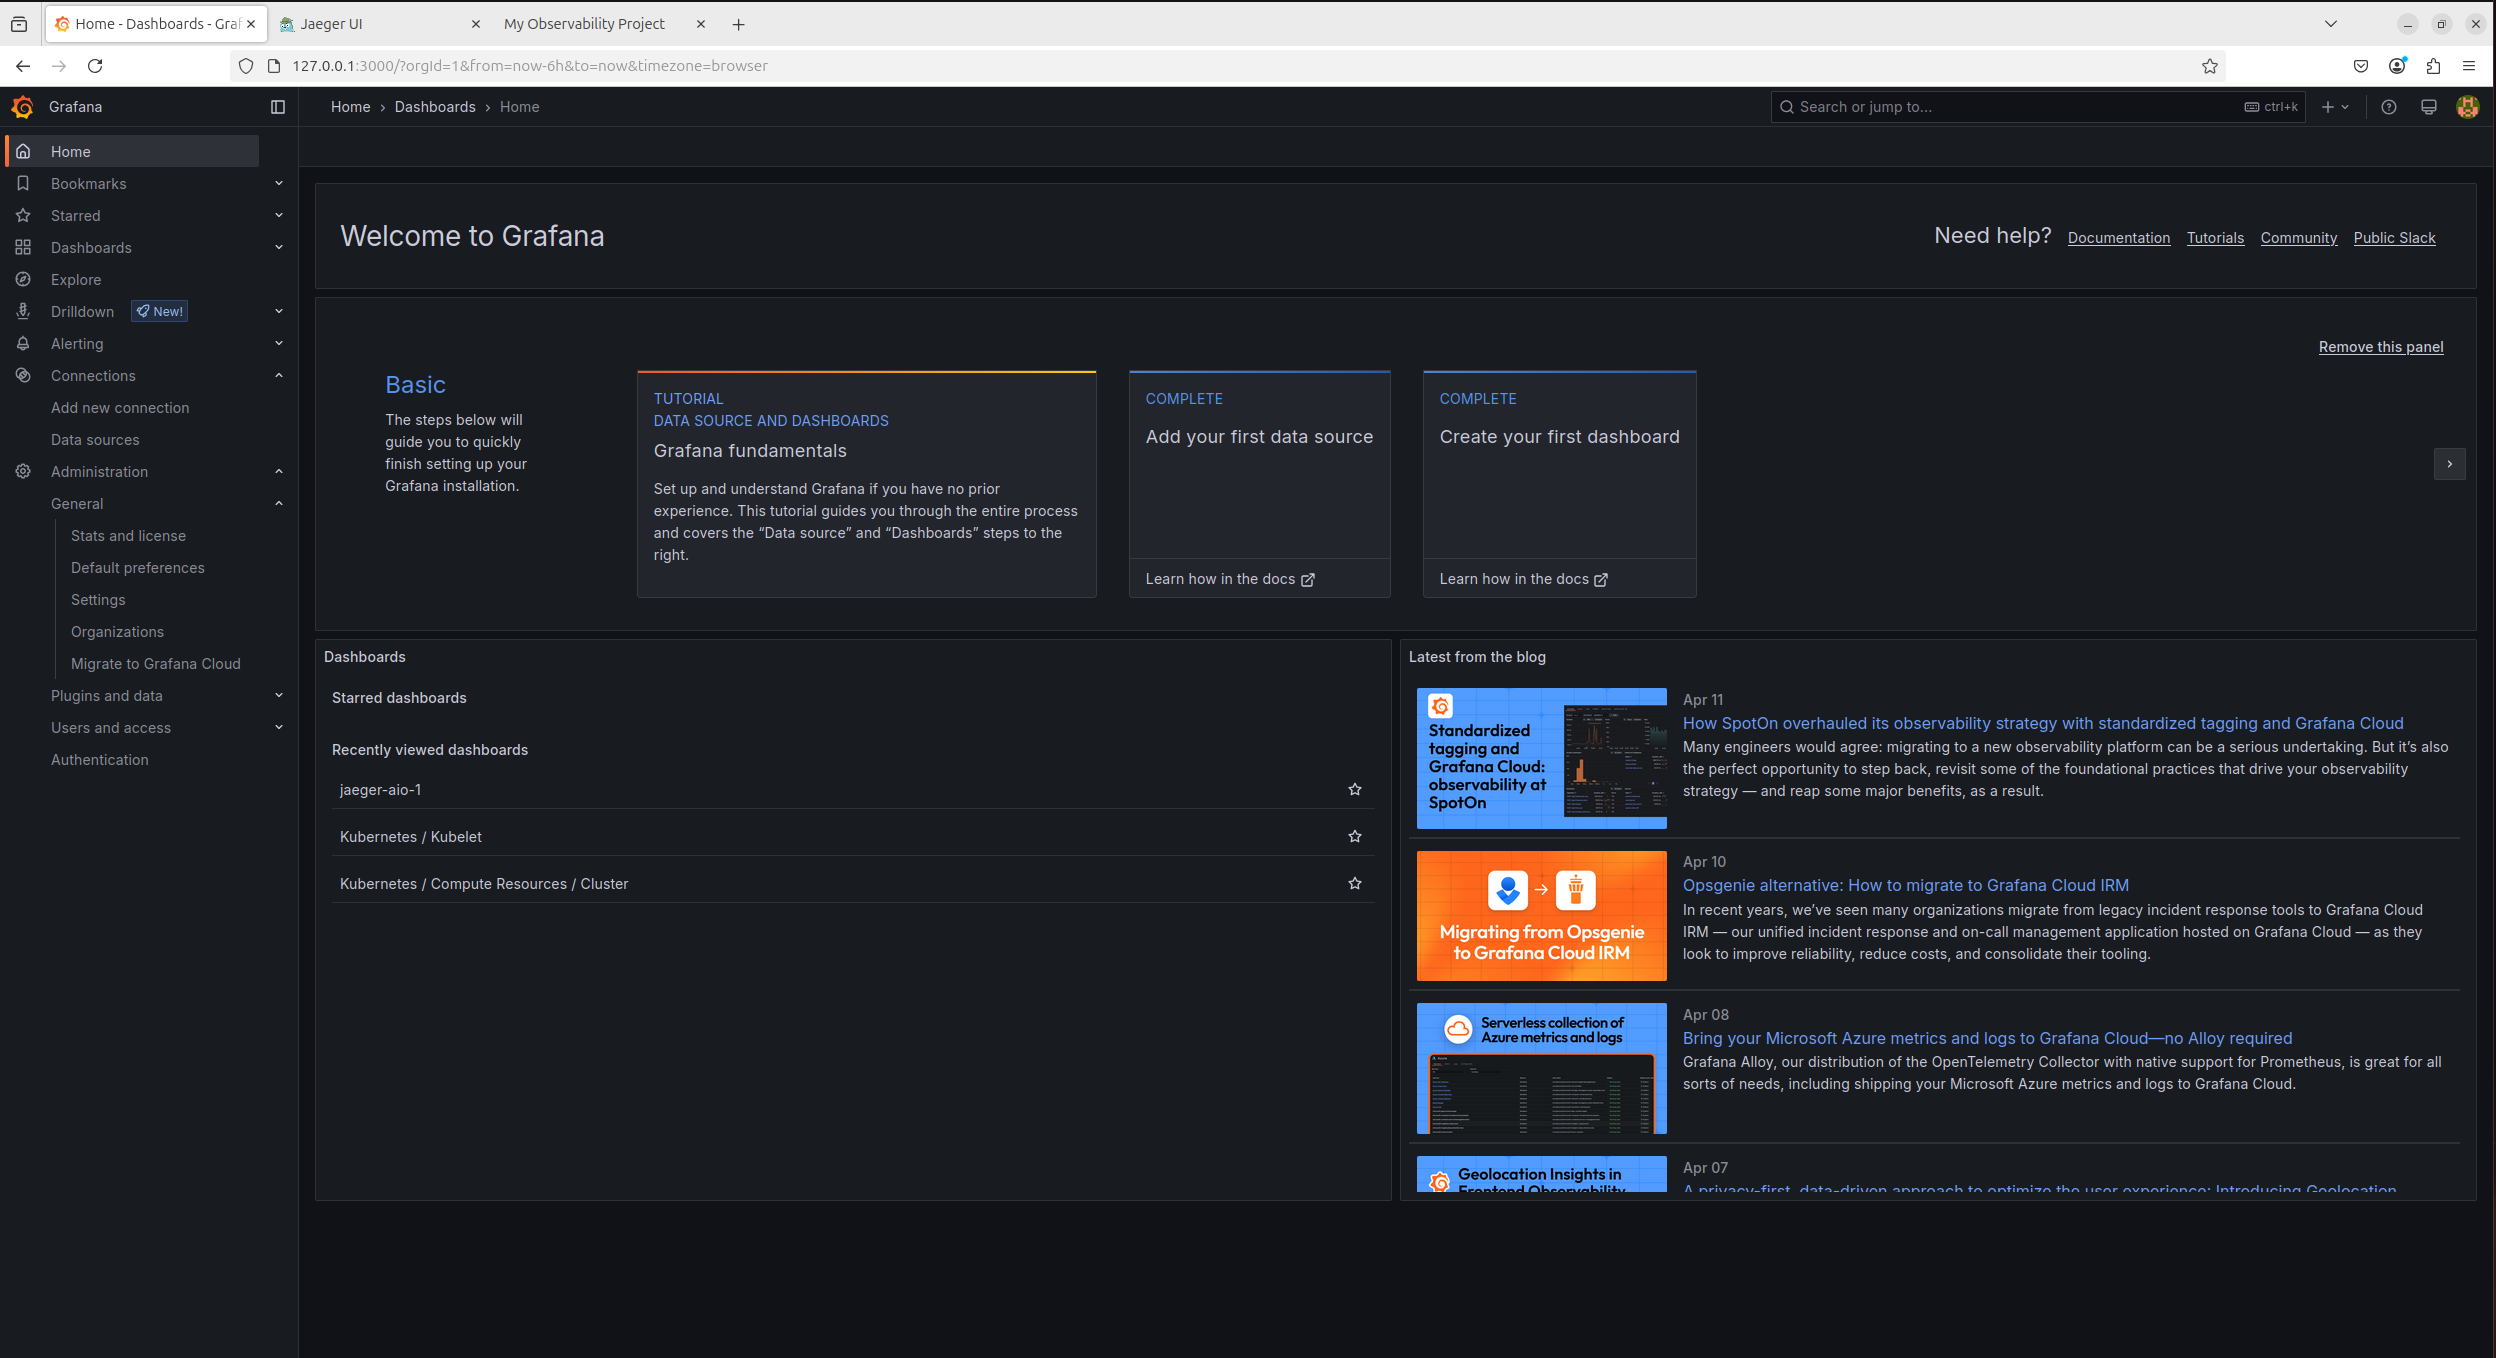 Home - Dashboards - Graf
Jaeger UI
My Observability Project
127.0.0.1:3000/?orgId=1&from=now-6h&to=now&timezone=browser
Grafana
Home › Dashboards › Home
Search or jump to...
ctrl+k
Home
Bookmarks
Starred
Dashboards
Explore
Drilldown
New!
Alerting
Connections
Add new connection
Data sources
Administration
General
Stats and license
Default preferences
Settings
Organizations
Migrate to Grafana Cloud
Plugins and data
Users and access
Authentication
Welcome to Grafana
Need help?
Documentation
Tutorials
Community
Public Slack
Remove this panel
Basic
The steps below will
guide you to quickly
finish setting up your
Grafana installation.
TUTORIAL
DATA SOURCE AND DASHBOARDS
Grafana fundamentals
Set up and understand Grafana if you have no prior
experience. This tutorial guides you through the entire process
and covers the “Data source” and “Dashboards” steps to the
right.
COMPLETE
Add your first data source
Learn how in the docs
COMPLETE
Create your first dashboard
Learn how in the docs
Dashboards
Starred dashboards
Recently viewed dashboards
jaeger-aio-1
Kubernetes / Kubelet
Kubernetes / Compute Resources / Cluster
Latest from the blog
Standardized
tagging and
Grafana Cloud:
observability at
SpotOn
Apr 11
How SpotOn overhauled its observability strategy with standardized tagging and Grafana Cloud
Many engineers would agree: migrating to a new observability platform can be a serious undertaking. But it’s also
the perfect opportunity to step back, revisit some of the foundational practices that drive your observability
strategy — and reap some major benefits, as a result.
Migrating from Opsgenie
to Grafana Cloud IRM
Apr 10
Opsgenie alternative: How to migrate to Grafana Cloud IRM
In recent years, we’ve seen many organizations migrate from legacy incident response tools to Grafana Cloud
IRM — our unified incident response and on-call management application hosted on Grafana Cloud — as they
look to improve reliability, reduce costs, and consolidate their tooling.
Serverless collection of
Azure metrics and logs
Apr 08
Bring your Microsoft Azure metrics and logs to Grafana Cloud—no Alloy required
Grafana Alloy, our distribution of the OpenTelemetry Collector with native support for Prometheus, is great for all
sorts of needs, including shipping your Microsoft Azure metrics and logs to Grafana Cloud.
Geolocation Insights in
Frontend Observability
Apr 07
A privacy-first, data-driven approach to optimize the user experience: Introducing Geolocation